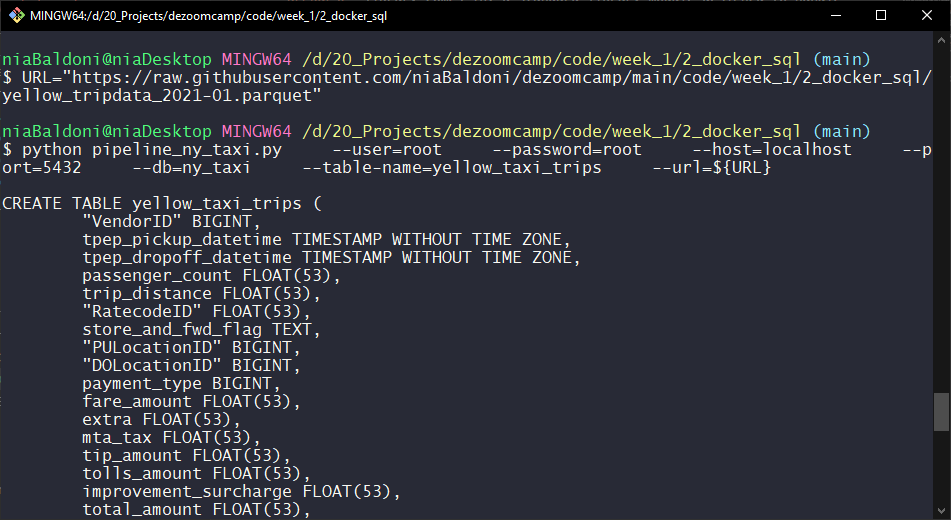 MINGW64:/d/20_Projects/dezoomcamp/code/week_1/2_docker_sql
niaBaldoni@niaDesktop MINGW64 /d/20_Projects/dezoomcamp/code/week_1/2_docker_sql (main)
$ URL="https://raw.githubusercontent.com/niaBaldoni/dezoomcamp/main/code/week_1/2_docker_sql/
yellow_tripdata_2021-01.parquet"
niaBaldoni@niaDesktop MINGW64 /d/20_Projects/dezoomcamp/code/week_1/2_docker_sql (main)
$ python pipeline_ny_taxi.py     --user=root     --password=root     --host=localhost     --p
ort=5432     --db=ny_taxi     --table-name=yellow_taxi_trips     --url=${URL}
CREATE TABLE yellow_taxi_trips (
        "VendorID" BIGINT,
        tpep_pickup_datetime TIMESTAMP WITHOUT TIME ZONE,
        tpep_dropoff_datetime TIMESTAMP WITHOUT TIME ZONE,
        passenger_count FLOAT(53),
        trip_distance FLOAT(53),
        "RatecodeID" FLOAT(53),
        store_and_fwd_flag TEXT,
        "PULocationID" BIGINT,
        "DOLocationID" BIGINT,
        payment_type BIGINT,
        fare_amount FLOAT(53),
        extra FLOAT(53),
        mta_tax FLOAT(53),
        tip_amount FLOAT(53),
        tolls_amount FLOAT(53),
        improvement_surcharge FLOAT(53),
        total_amount FLOAT(53),